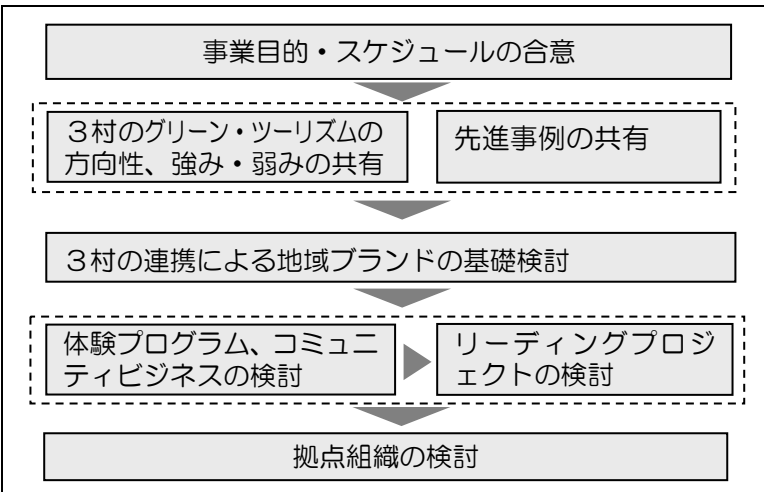 事業目的・スケジュールの合意
3村のグリーン・ツーリズムの
方向性、強み・弱みの共有
先進事例の共有
3村の連携による地域ブランドの基礎検討
体験プログラム、コミュニ
ティビジネスの検討
リーディングプロジ
ェクトの検討
拠点組織の検討